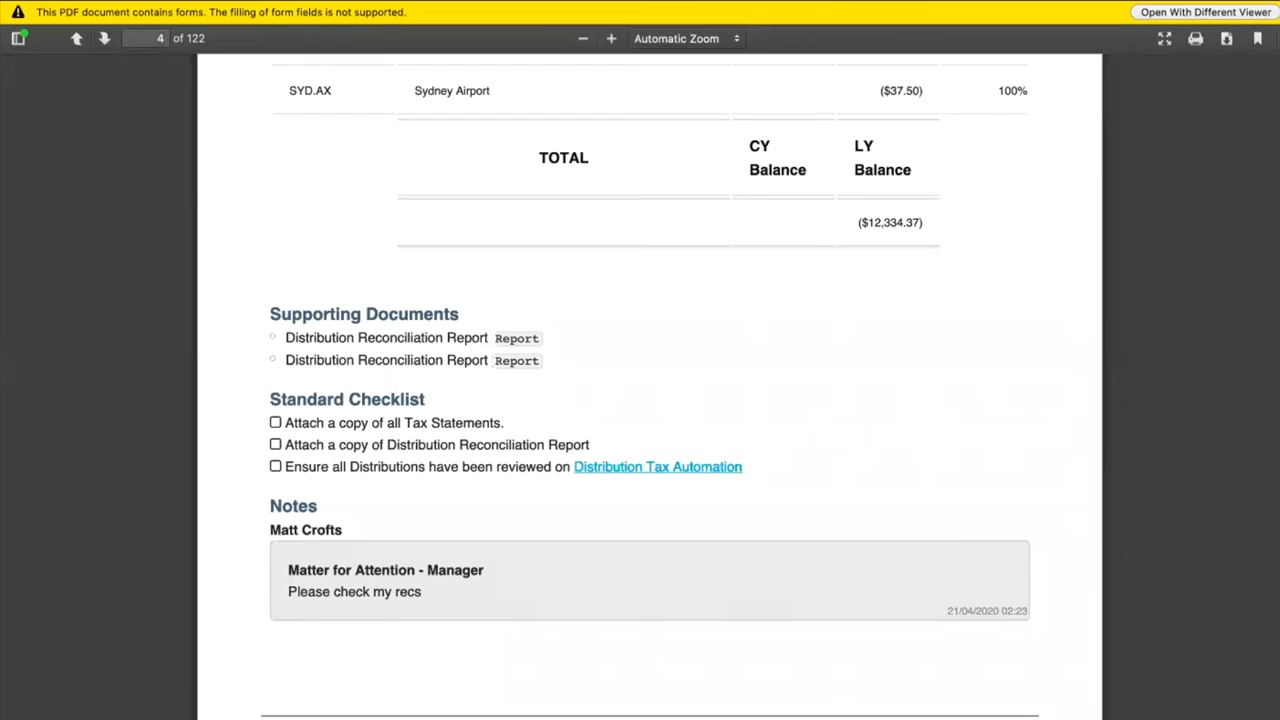 This PDF document contains forms. The filling of form fields is not supported.
Open With Different Viewer
4 of 122
Automatic Zoom
SYD.AX Sydney Airport ($37.50) 100%
TOTAL
CY Balance
LY Balance
($12,334.37)
Supporting Documents
Distribution Reconciliation Report Report
Distribution Reconciliation Report Report
Standard Checklist
Attach a copy of all Tax Statements.
Attach a copy of Distribution Reconciliation Report
Ensure all Distributions have been reviewed on Distribution Tax Automation
Notes
Matt Crofts
Matter for Attention - Manager
Please check my recs
21/04/2020 02:23